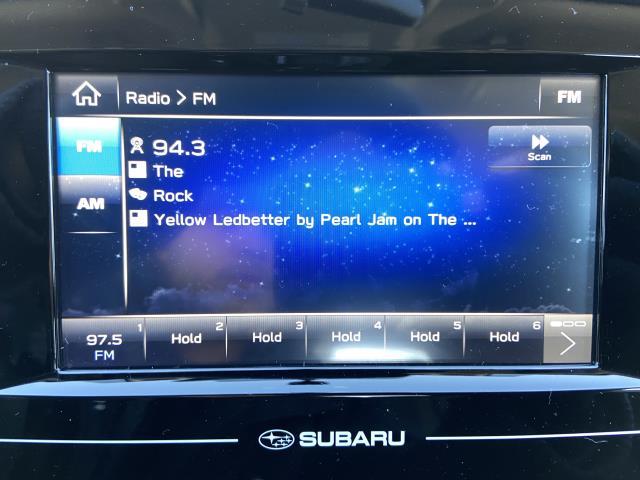 Radio > FM
FM
FM
94.3
Scan
The
Rock
AM
Yellow Ledbetter by Pearl Jam on The ...
1
97.5
FM
2
Hold
3
Hold
4
Hold
5
Hold
6
Hold
>
SUBARU